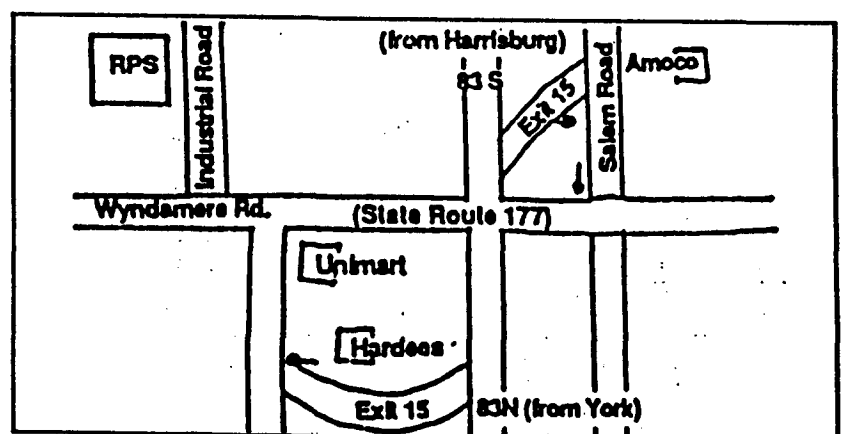 RPS
Industrial Road
(from Harrisburg)
83 S
Exit 15
Salem Road
Amoco
Wyndamere Rd.
(State Route 177)
Unimart
Hardees
Exit 15
83N (from York)